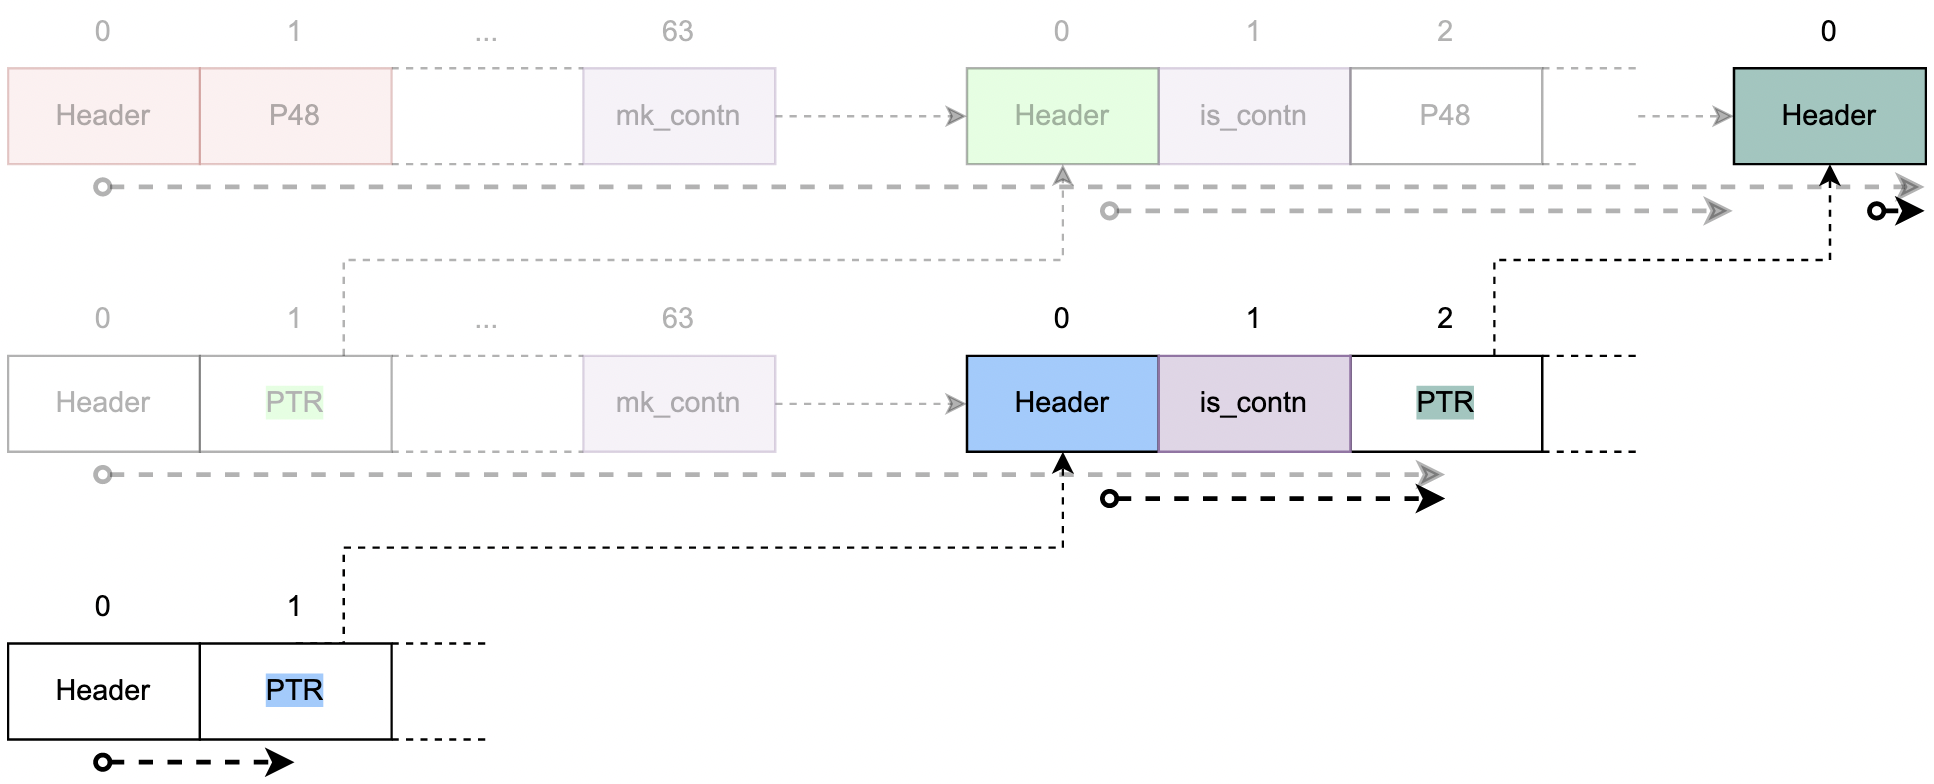 0 1 ... 63 0 1 2 0
Header P48 mk_contn Header is_contn P48 Header
0 1 ... 63 0 1 2
Header PTR mk_contn Header is_contn PTR
0 1
Header PTR